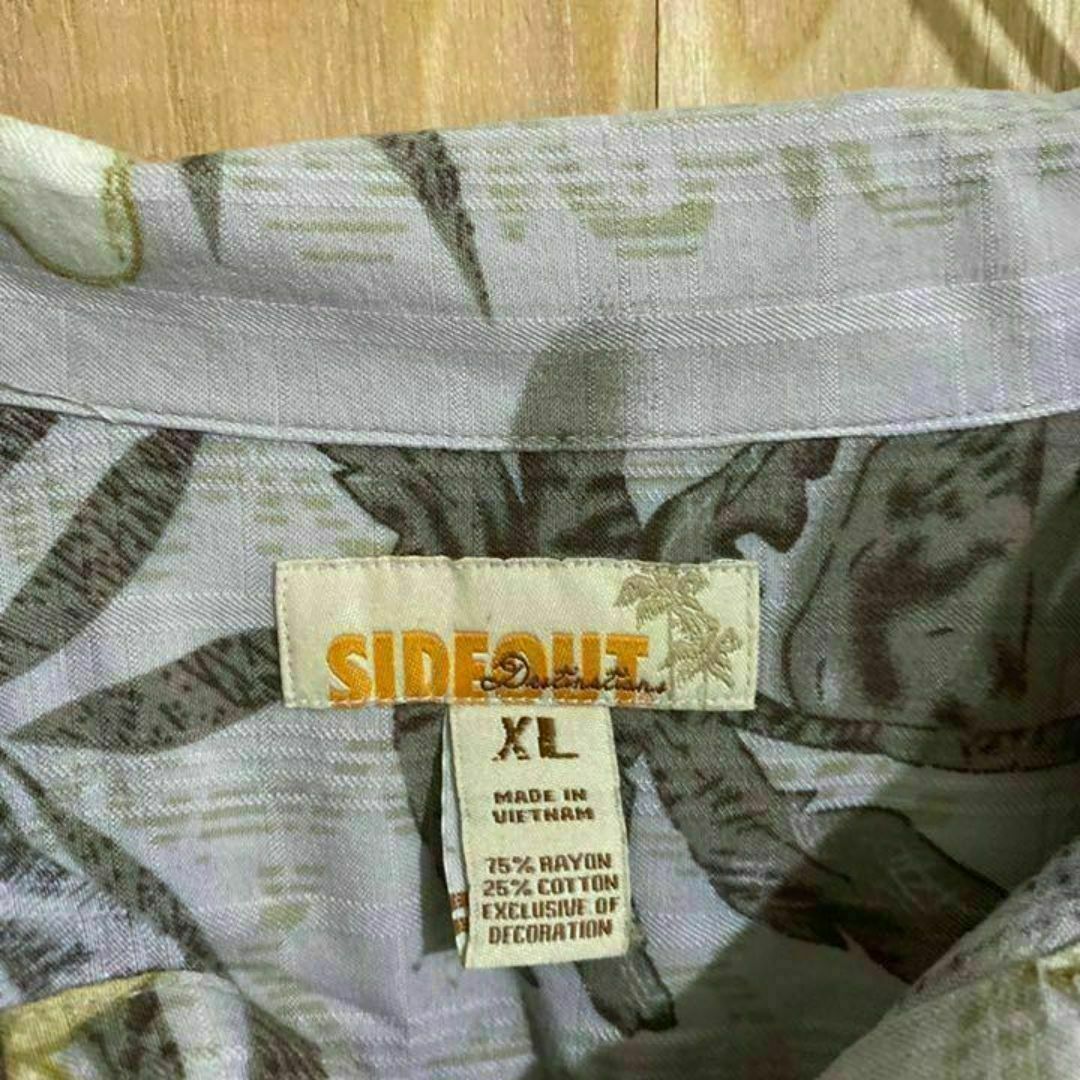 SIDEOUT
Destinations
XL
MADE IN
VIETNAM
75% RAYON
25% COTTON
EXCLUSIVE OF
DECORATION